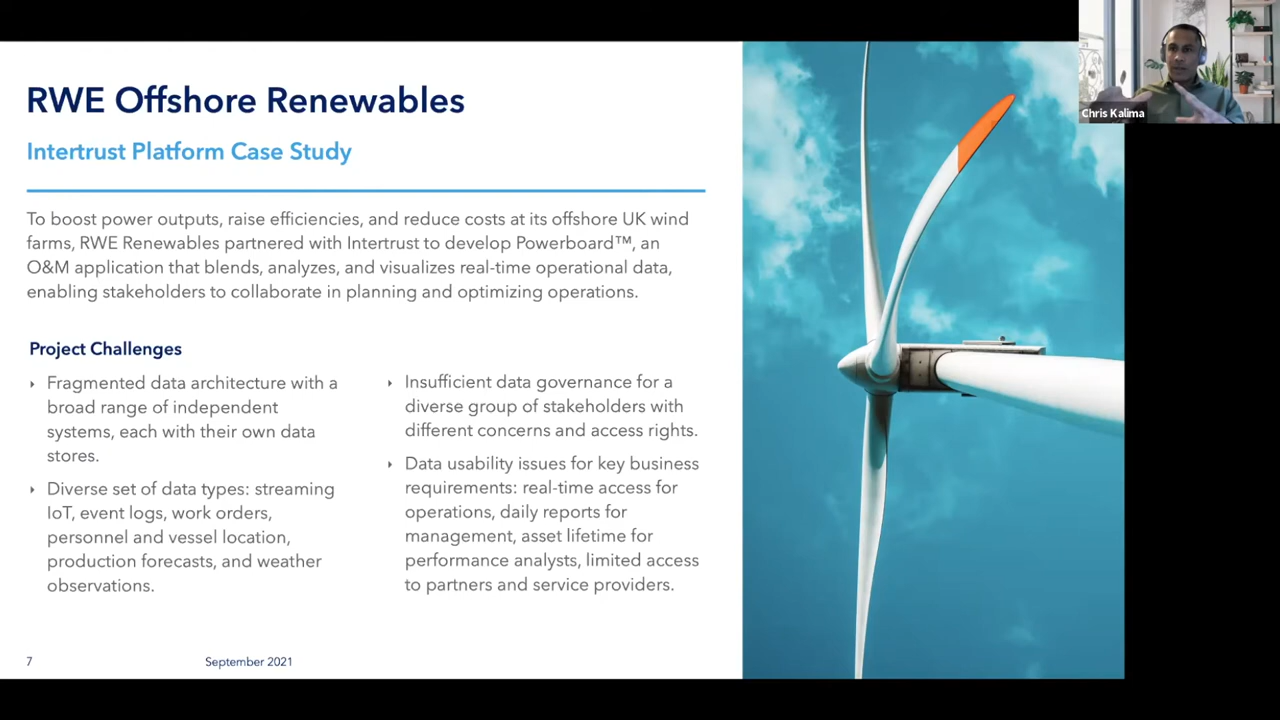 RWE Offshore Renewables
Intertrust Platform Case Study
To boost power outputs, raise efficiencies, and reduce costs at its offshore UK wind
farms, RWE Renewables partnered with Intertrust to develop Powerboard™, an
O&M application that blends, analyzes, and visualizes real-time operational data,
enabling stakeholders to collaborate in planning and optimizing operations.
Project Challenges
Fragmented data architecture with a
broad range of independent
systems, each with their own data
stores.
Diverse set of data types: streaming
IoT, event logs, work orders,
personnel and vessel location,
production forecasts, and weather
observations.
Insufficient data governance for a
diverse group of stakeholders with
different concerns and access rights.
Data usability issues for key business
requirements: real-time access for
operations, daily reports for
management, asset lifetime for
performance analysts, limited access
to partners and service providers.
7
September 2021
Chris Kalima